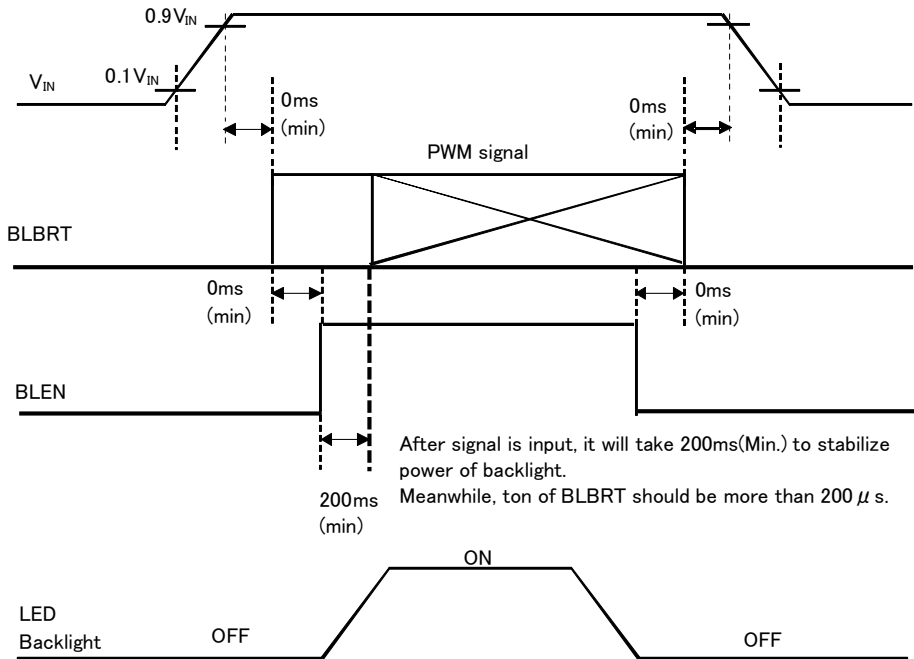 0.9VIN
0.1VIN
VIN
0ms
(min)
0ms
(min)
PWM signal
BLBRT
0ms
(min)
0ms
(min)
BLEN
After signal is input, it will take 200ms(Min.) to stabilize
power of backlight.
Meanwhile, ton of BLBRT should be more than 200μs.
200ms
(min)
ON
LED
Backlight
OFF
OFF